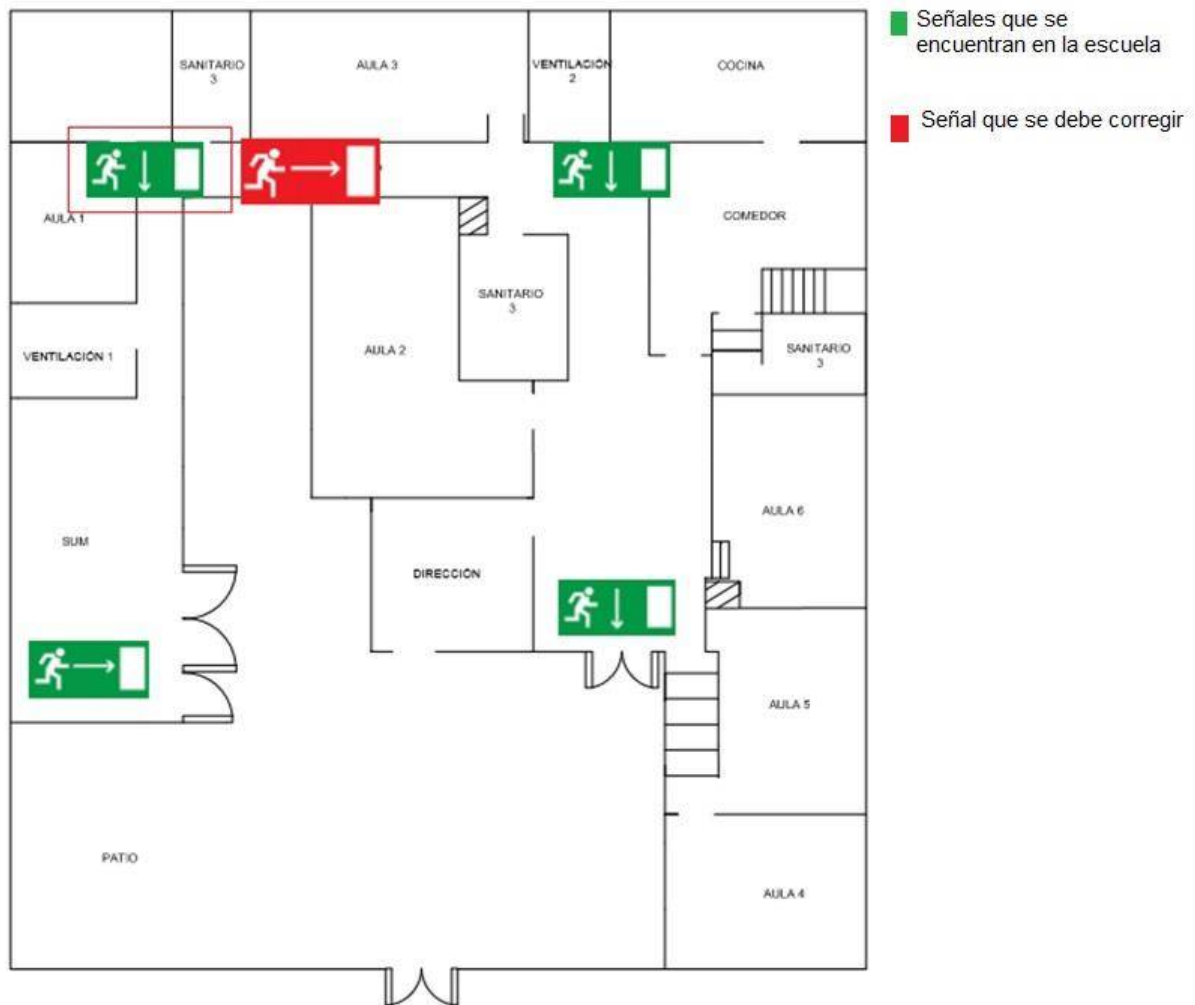 Señales que se
encuentran en la escuela
Señal que se debe corregir
SANITARIO
3
AULA 3
VENTILACIÓN
2
COCINA
AULA 1
COMEDOR
SANITARIO
3
VENTILACIÓN 1
AULA 2
SANITARIO
3
AULA 6
SUM
DIRECCIÓN
AULA 5
PATIO
AULA 4